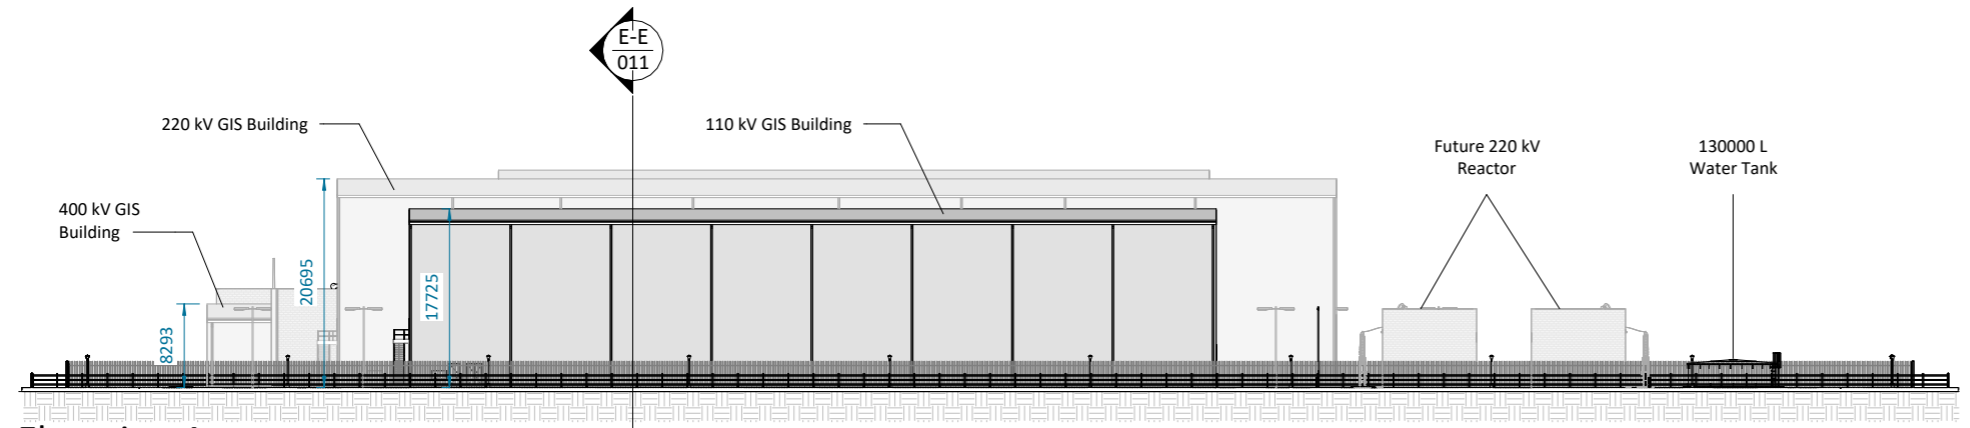 E-E
011
220 kV GIS Building
110 kV GIS Building
Future 220 kV
Reactor
130000 L
Water Tank
400 kV GIS
Building
20695
17725
8293